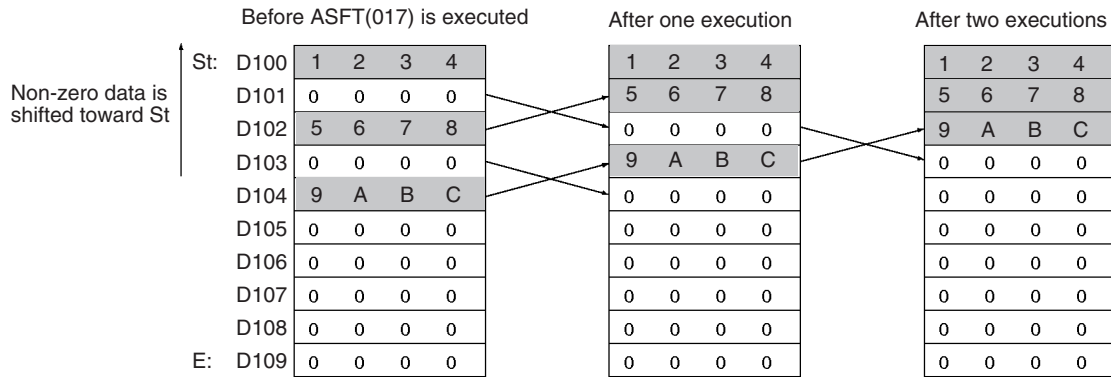 Before ASFT(017) is executed After one execution After two executions
Non-zero data is
shifted toward St
St: D100 1 2 3 4 1 2 3 4 1 2 3 4
D101 0 0 0 0 5 6 7 8 5 6 7 8
D102 5 6 7 8 0 0 0 0 9 A B C
D103 0 0 0 0 9 A B C 0 0 0 0
D104 9 A B C 0 0 0 0 0 0 0 0
D105 0 0 0 0 0 0 0 0 0 0 0 0
D106 0 0 0 0 0 0 0 0 0 0 0 0
D107 0 0 0 0 0 0 0 0 0 0 0 0
D108 0 0 0 0 0 0 0 0 0 0 0 0
E: D109 0 0 0 0 0 0 0 0 0 0 0 0